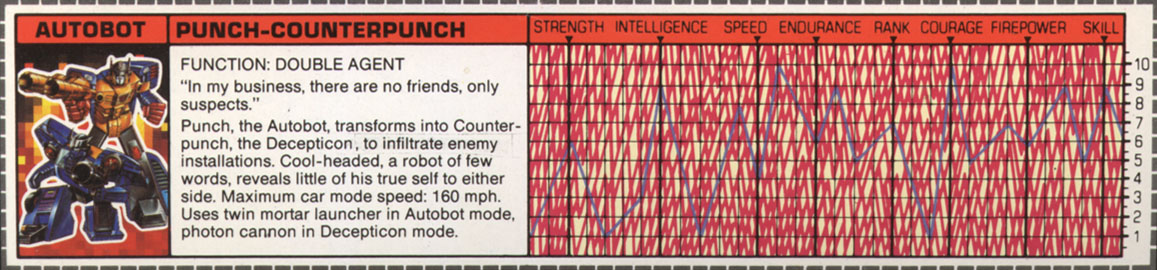 AUTOBOT
PUNCH-COUNTERPUNCH
STRENGTH INTELLIGENCE SPEED ENDURANCE RANK COURAGE FIREPOWER SKILL
FUNCTION: DOUBLE AGENT
“In my business, there are no friends, only
suspects.”
Punch, the Autobot, transforms into Counter-
punch, the Decepticon, to infiltrate enemy
installations. Cool-headed, a robot of few
words, reveals little of his true self to either
side. Maximum car mode speed: 160 mph.
Uses twin mortar launcher in Autobot mode,
photon cannon in Decepticon mode.
10
9
8
7
6
5
4
3
2
1